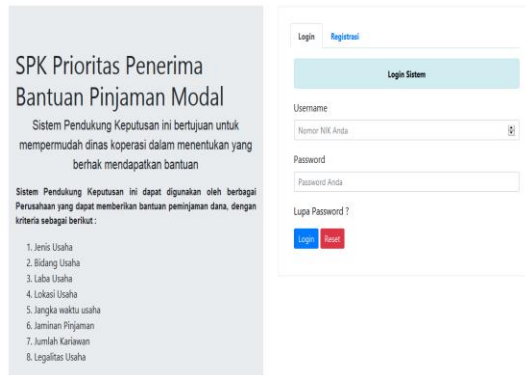 SPK Prioritas Penerima
Bantuan Pinjaman Modal
Sistem Pendukung Keputusan ini bertujuan untuk
mempermudah dinas koperasi dalam menentukan yang
berhak mendapatkan bantuan
Sistem Pendukung Keputusan ini dapat digunakan oleh berbagai
Perusahaan yang dapat memberikan bantuan peminjaman dana, dengan
kriteria sebagai berikut :
1. Jenis Usaha
2. Bidang Usaha
3. Laba Usaha
4. Lokasi Usaha
5. Jangka waktu usaha
6. Jaminan Pinjaman
7. Jumlah Kariawan
8. Legalitas Usaha
Login Registrasi
Login Sistem
Username
Nomor NIK Anda
Password
Password Anda
Lupa Password ?
Login Reset